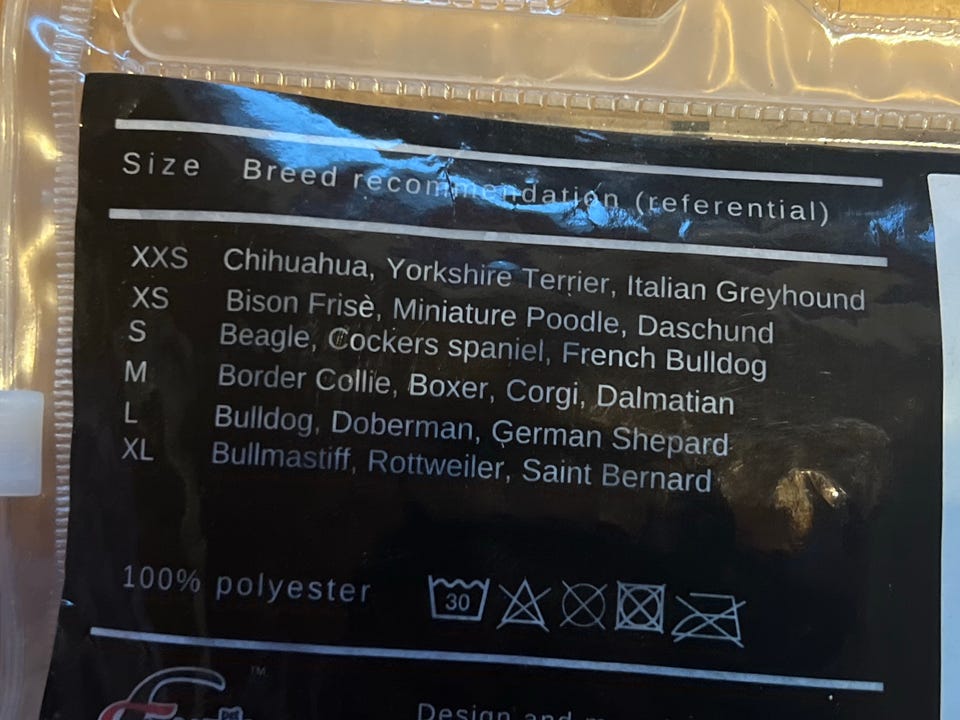 Size Breed recommendation (referential)
XXS Chihuahua, Yorkshire Terrier, Italian Greyhound
XS Bison Frisè, Miniature Poodle, Daschund
S Beagle, Cockers spaniel, French Bulldog
M Border Collie, Boxer, Corgi, Dalmatian
L Bulldog, Doberman, German Shepard
XL Bullmastiff, Rottweiler, Saint Bernard
100% polyester 30
TM
Design and